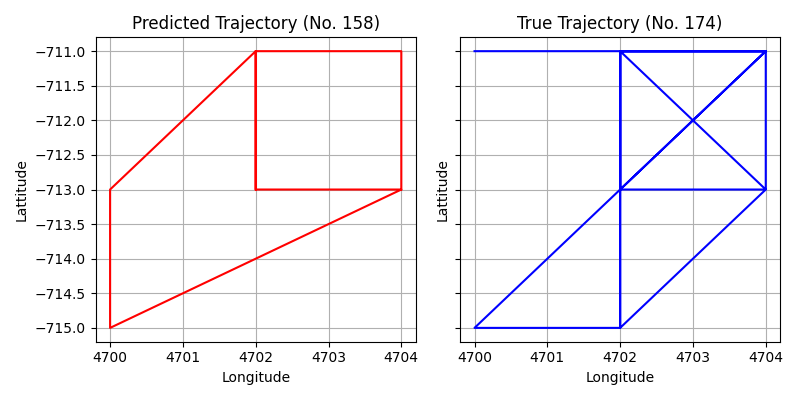 Predicted Trajectory (No. 158)
True Trajectory (No. 174)
−711.0
−711.5
−712.0
−712.5
−713.0
−713.5
−714.0
−714.5
−715.0
Lattitude
Lattitude
4700 4701 4702 4703 4704
4700 4701 4702 4703 4704
Longitude
Longitude